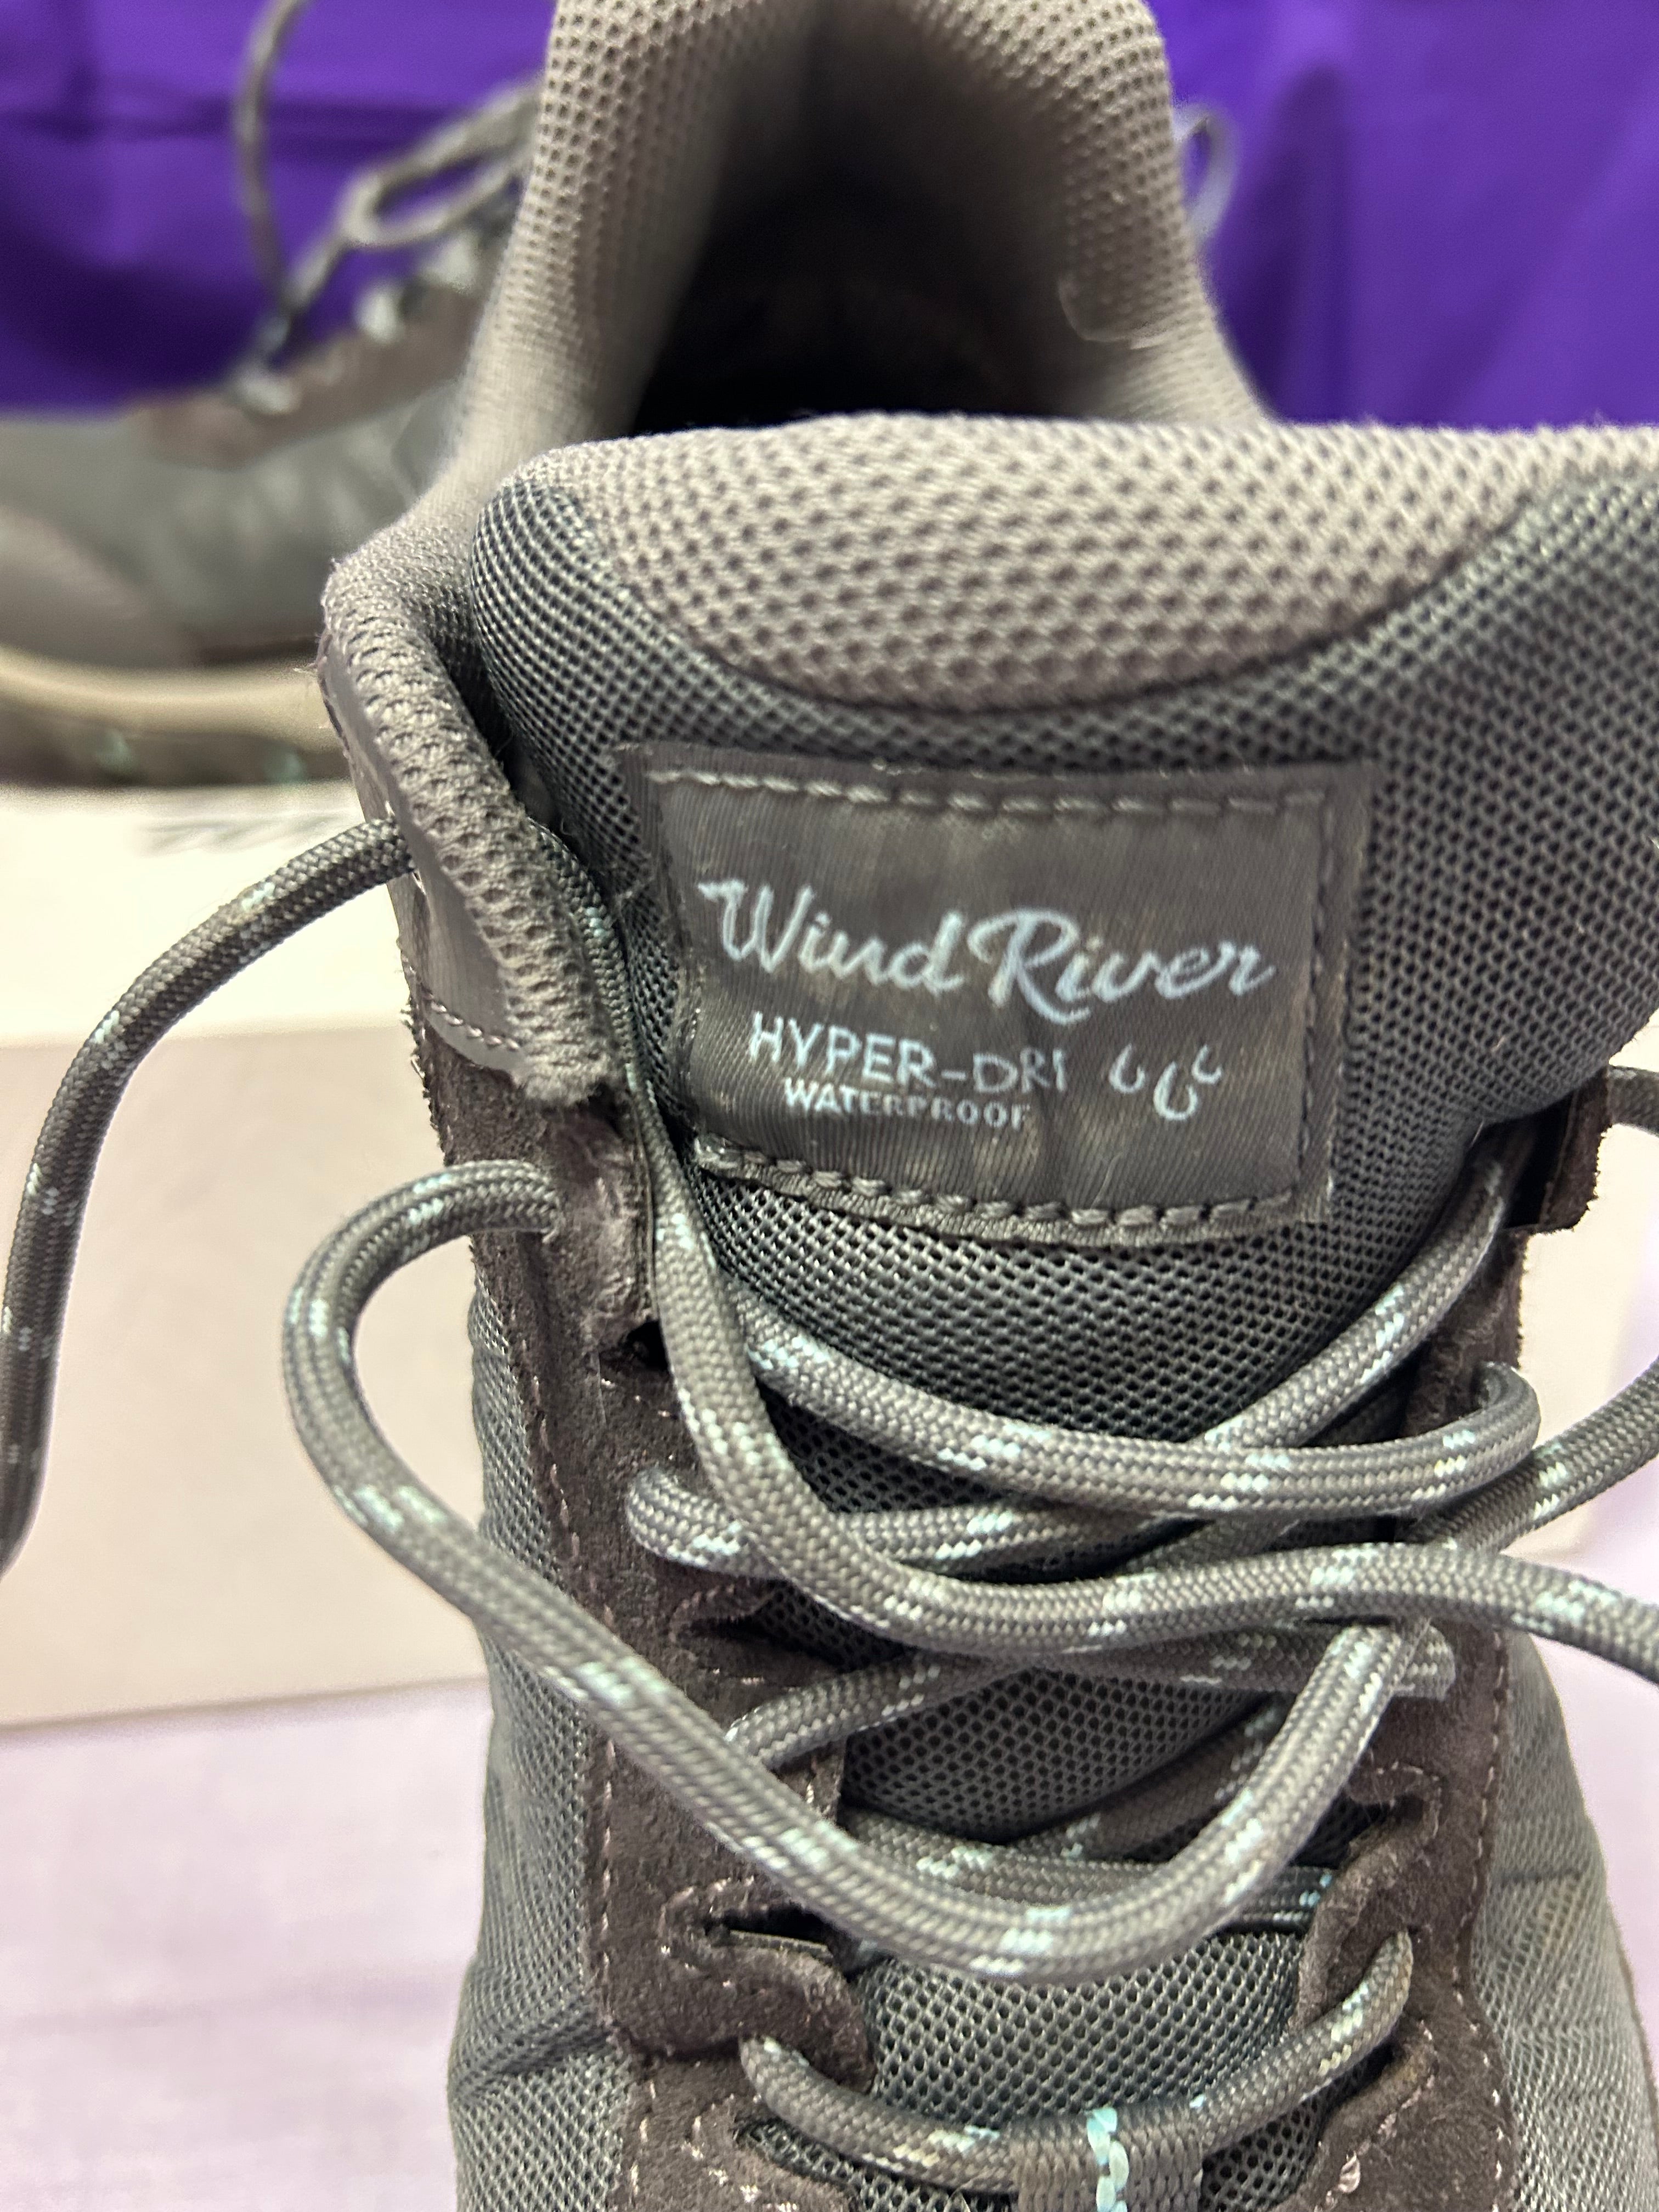 Wind River
HYPER-DRI
WATERPROOF